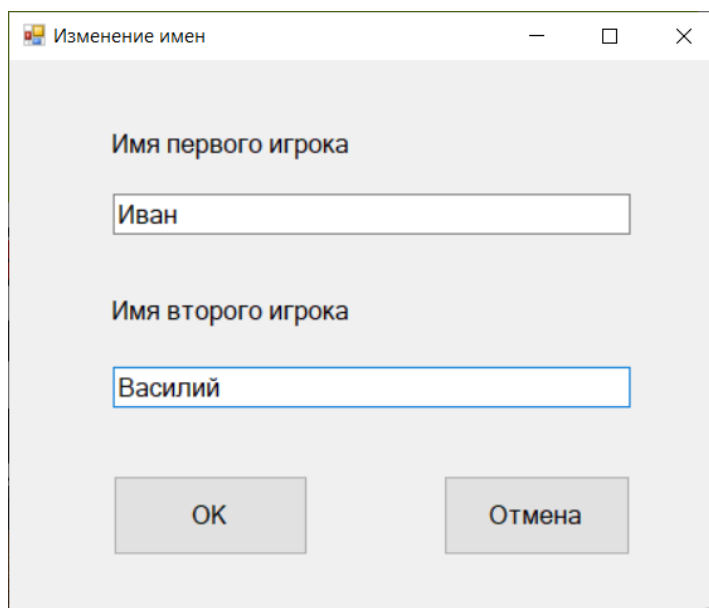 Изменение имен
Имя первого игрока
Иван
Имя второго игрока
Василий
OK
Отмена